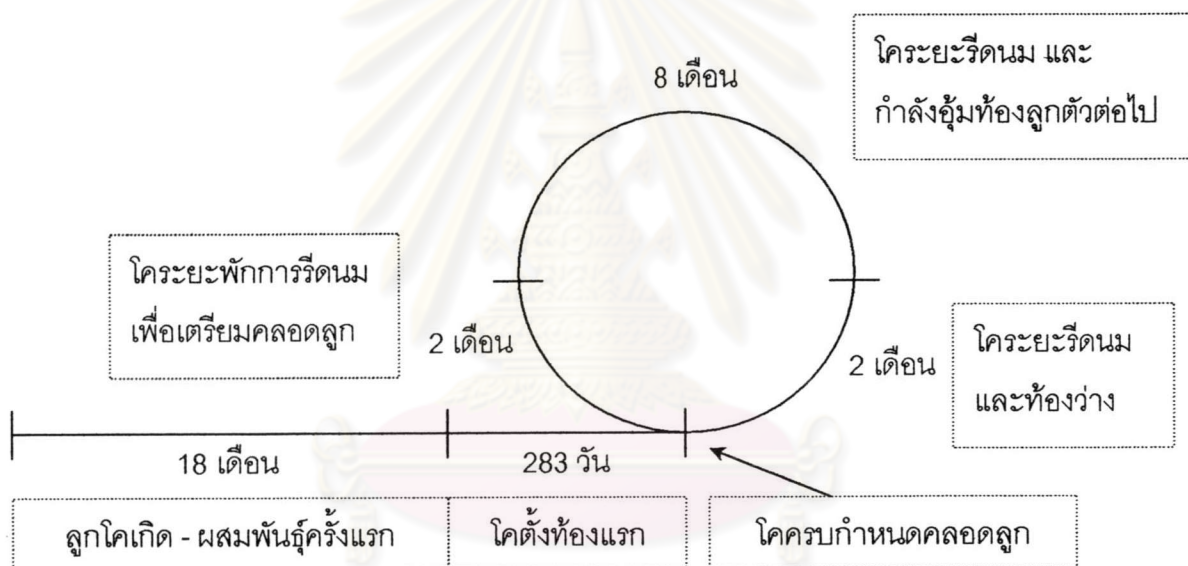 8 เดือน
โคระยะรีดนม และ
กำลังอุ้มท้องลูกตัวต่อไป
โคระยะพักการรีดนม
เพื่อเตรียมคลอดลูก
2 เดือน
2 เดือน
โคระยะรีดนม
และท้องว่าง
18 เดือน
283 วัน
ลูกโคเกิด - ผสมพันธุ์ครั้งแรก
โคตั้งท้องแรก
โคครบกำหนดคลอดลูก